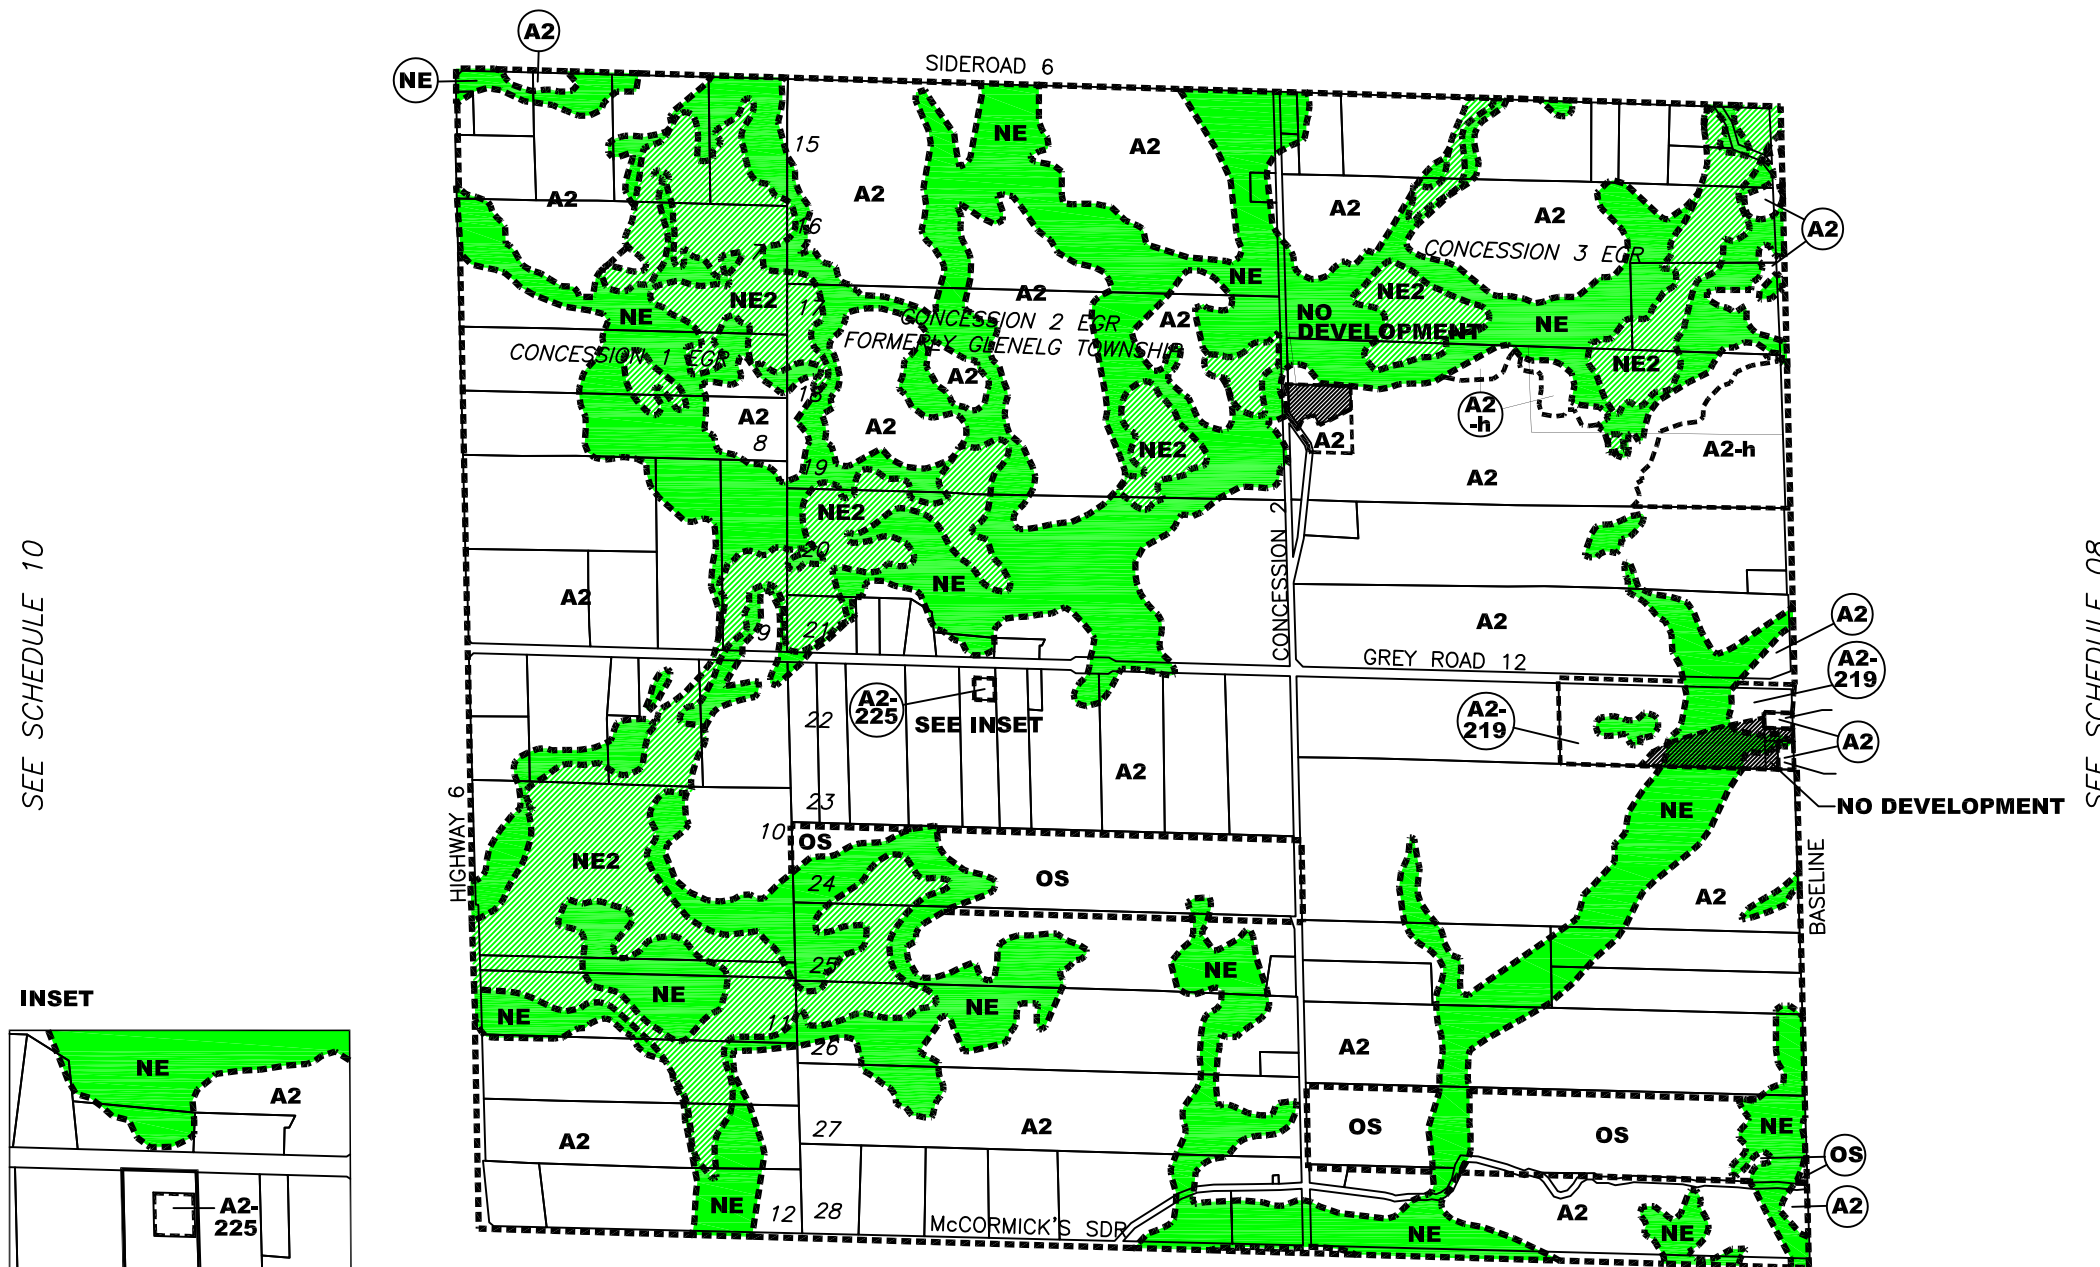 A2
NE
SIDEROAD 6
NE
A2
15
A2
A2
A2
A2
A2
16
A2
7
CONCESSION 3 EGR
NE
NE2
A2
NE2
17
NE
CONCESSION 2 EGR
A2
NO
DEVELOPMENT
NE
FORMERLY GLENELG TOWNSHIP
CONCESSION 1 EGR
NE2
A2
18
A2
8
A2
A2
-h
A2
NE2
A2-h
19
A2
NE2
CONCESSION 2
SEE SCHEDULE 10
SEE SCHEDULE 08
20
NE
A2
9
21
A2
A2
GREY ROAD 12
A2-
219
A2-
225
22
SEE INSET
A2-
219
A2
A2
23
NO DEVELOPMENT
NE
HIGHWAY 6
10
OS
BASELINE
NE2
24
OS
A2
25
NE
NE
NE
NE
11
INSET
26
A2
NE
A2
A2
27
A2
OS
OS
NE
OS
A2-
225
NE
12
28
McCORMICK'S SDR
A2
A2
NE
NE